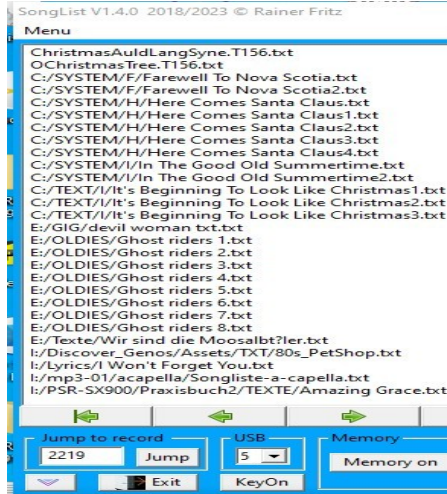 SongList V1.4.0 2018/2023 © Rainer Fritz
Menu
ChristmasAuldLangSyne.T156.txt
OChristmasTree.T156.txt
C:/SYSTEM/F/Farewell To Nova Scotia.txt
C:/SYSTEM/F/Farewell To Nova Scotia2.txt
C:/SYSTEM/H/Here Comes Santa Claus.txt
C:/SYSTEM/H/Here Comes Santa Claus1.txt
C:/SYSTEM/H/Here Comes Santa Claus2.txt
C:/SYSTEM/H/Here Comes Santa Claus3.txt
C:/SYSTEM/H/Here Comes Santa Claus4.txt
C:/SYSTEM/I/In The Good Old Summertime.txt
C:/SYSTEM/I/In The Good Old Summertime2.txt
C:/TEXT/I/It's Beginning To Look Like Christmas1.txt
C:/TEXT/I/It's Beginning To Look Like Christmas2.txt
C:/TEXT/I/It's Beginning To Look Like Christmas3.txt
E:/GIG/devil woman txt.txt
E:/OLDIES/Ghost riders 1.txt
E:/OLDIES/Ghost riders 2.txt
E:/OLDIES/Ghost riders 3.txt
E:/OLDIES/Ghost riders 4.txt
E:/OLDIES/Ghost riders 5.txt
E:/OLDIES/Ghost riders 6.txt
E:/OLDIES/Ghost riders 7.txt
E:/OLDIES/Ghost riders 8.txt
E:/Texte/Wir sind die Moosalbt?ler.txt
I:/Discover_Genos/Assets/TXT/80s_PetShop.txt
I:/Lyrics/I Won't Forget You.txt
I:/mp3-01/acapella/Songliste-a-capella.txt
I:/PSR-SX900/Praxisbuch2/TEXTE/Amazing Grace.txt
Jump to record USB Memory
2219 Jump 5 Memory on
Exit KeyOn